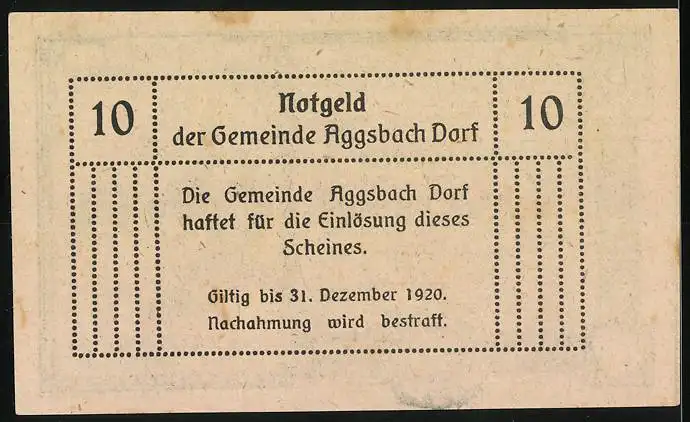 10
Notgeld
der Gemeinde Aggsbach Dorf
10
Die Gemeinde Aggsbach Dorf
haftet für die Einlösung dieses
Scheines.
Giltig bis 31. Dezember 1920.
Nachahmung wird bestraft.